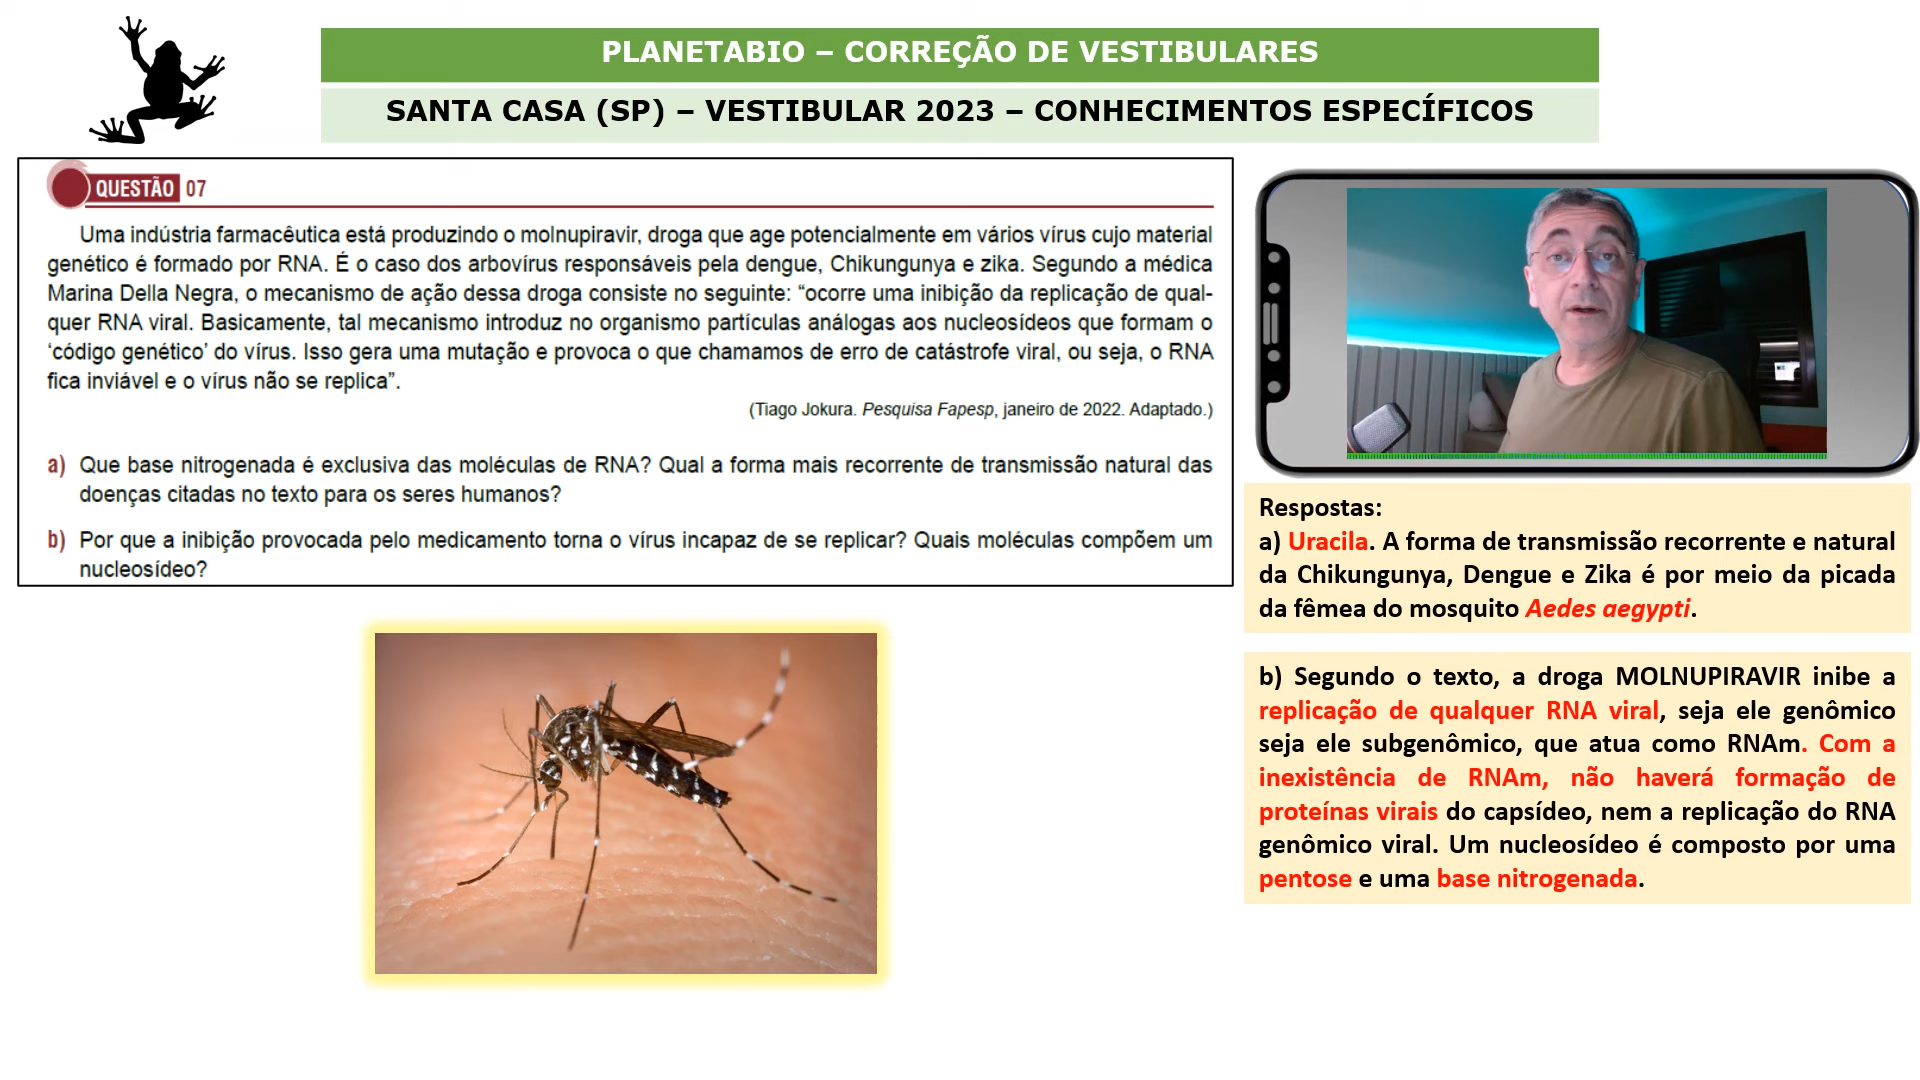 PLANETABIO – CORREÇÃO DE VESTIBULARES
SANTA CASA (SP) – VESTIBULAR 2023 – CONHECIMENTOS ESPECÍFICOS
QUESTÃO 07
Uma indústria farmacêutica está produzindo o molnupiravir, droga que age potencialmente em vários vírus cujo material
genético é formado por RNA. É o caso dos arbovírus responsáveis pela dengue, Chikungunya e zika. Segundo a médica
Marina Della Negra, o mecanismo de ação dessa droga consiste no seguinte: “ocorre uma inibição da replicação de qual-
quer RNA viral. Basicamente, tal mecanismo introduz no organismo partículas análogas aos nucleosídeos que formam o
‘código genético’ do vírus. Isso gera uma mutação e provoca o que chamamos de erro de catástrofe viral, ou seja, o RNA
fica inviável e o vírus não se replica”.
(Tiago Jokura. Pesquisa Fapesp, janeiro de 2022. Adaptado.)
a) Que base nitrogenada é exclusiva das moléculas de RNA? Qual a forma mais recorrente de transmissão natural das
doenças citadas no texto para os seres humanos?
b) Por que a inibição provocada pelo medicamento torna o vírus incapaz de se replicar? Quais moléculas compõem um
nucleosídeo?
Respostas:
a) Uracila. A forma de transmissão recorrente e natural
da Chikungunya, Dengue e Zika é por meio da picada
da fêmea do mosquito Aedes aegypti.
b) Segundo o texto, a droga MOLNUPIRAVIR inibe a
replicação de qualquer RNA viral, seja ele genômico
seja ele subgenômico, que atua como RNAm. Com a
inexistência de RNAm, não haverá formação de
proteínas virais do capsídeo, nem a replicação do RNA
genômico viral. Um nucleosídeo é composto por uma
pentose e uma base nitrogenada.